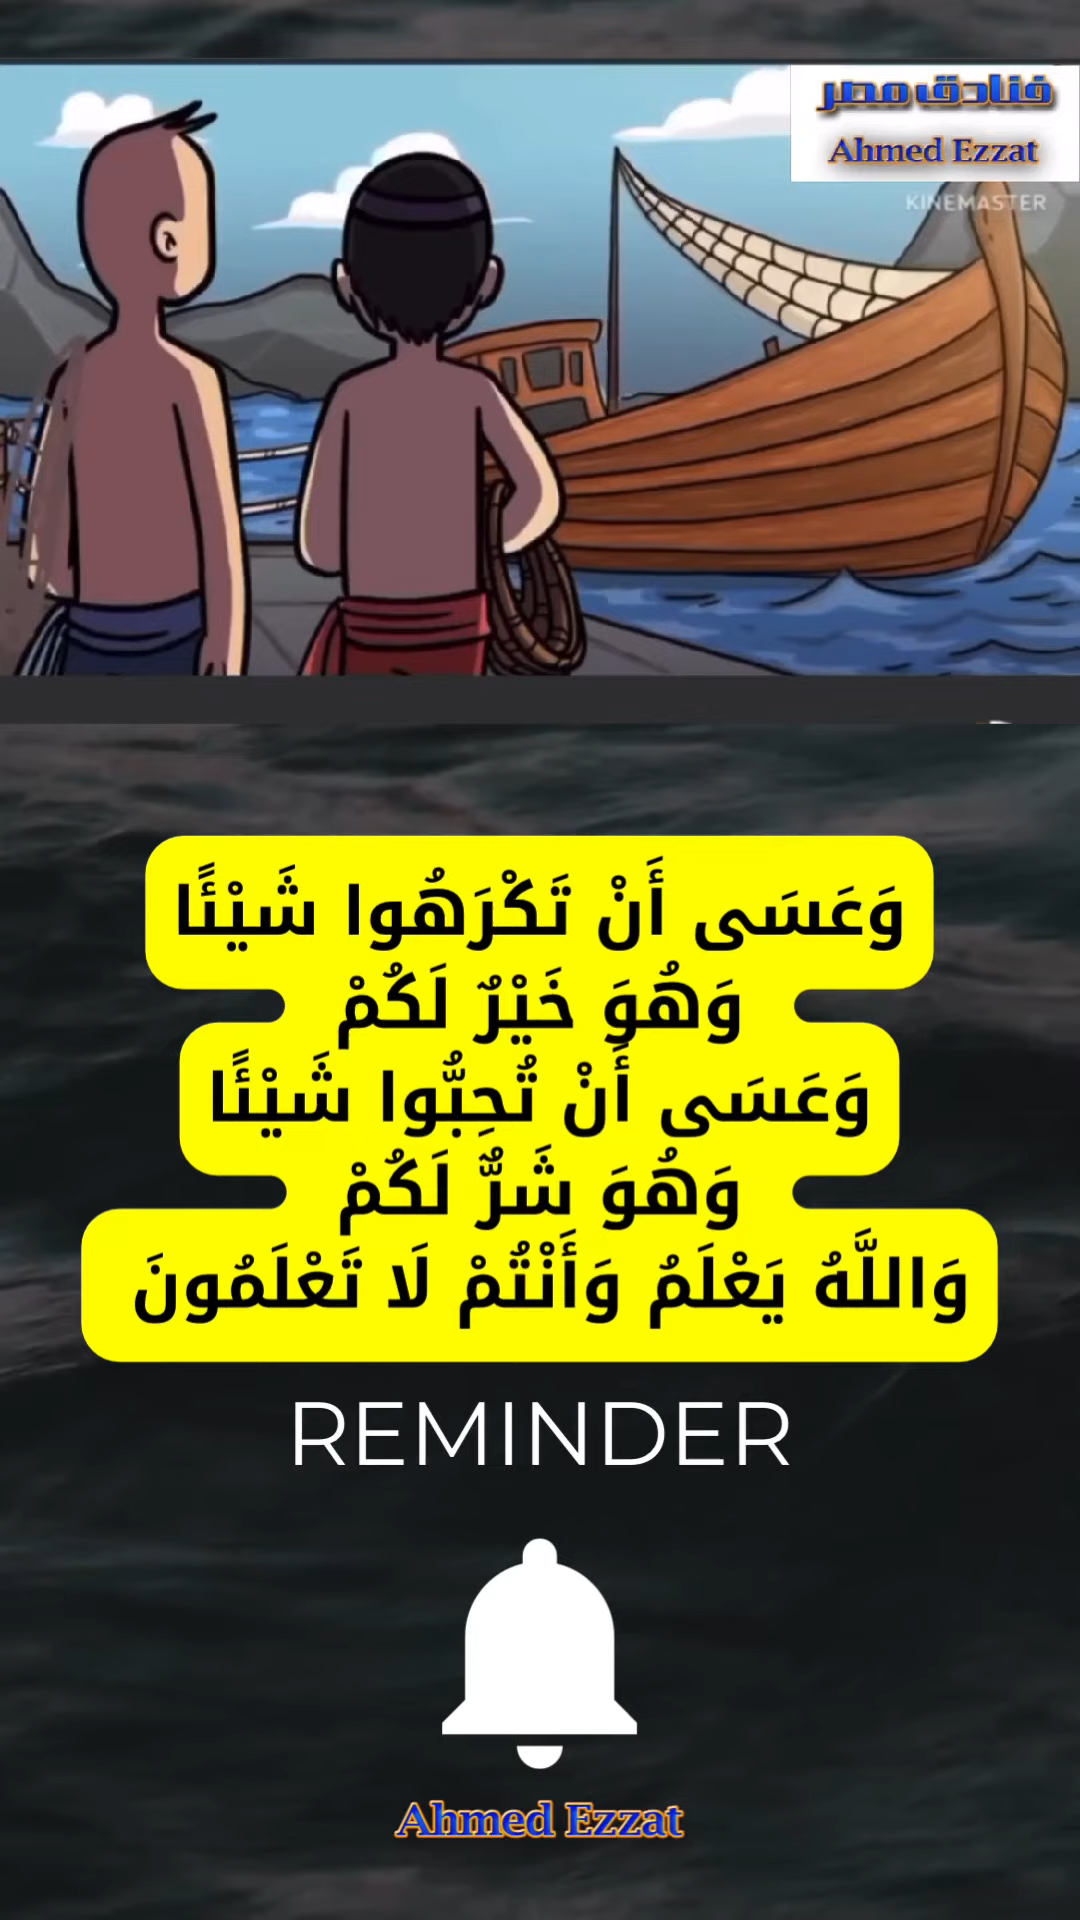 فنادق مصر
Ahmed Ezzat
KINEMASTER
وَعَسَى أَنْ تَكْرَهُوا شَيْئًا
وَهُوَ خَيْرٌ لَكُمْ
وَعَسَى أَنْ تُحِبُّوا شَيْئًا
وَهُوَ شَرٌّ لَكُمْ
وَاللَّهُ يَعْلَمُ وَأَنْتُمْ لَا تَعْلَمُونَ
REMINDER
Ahmed Ezzat